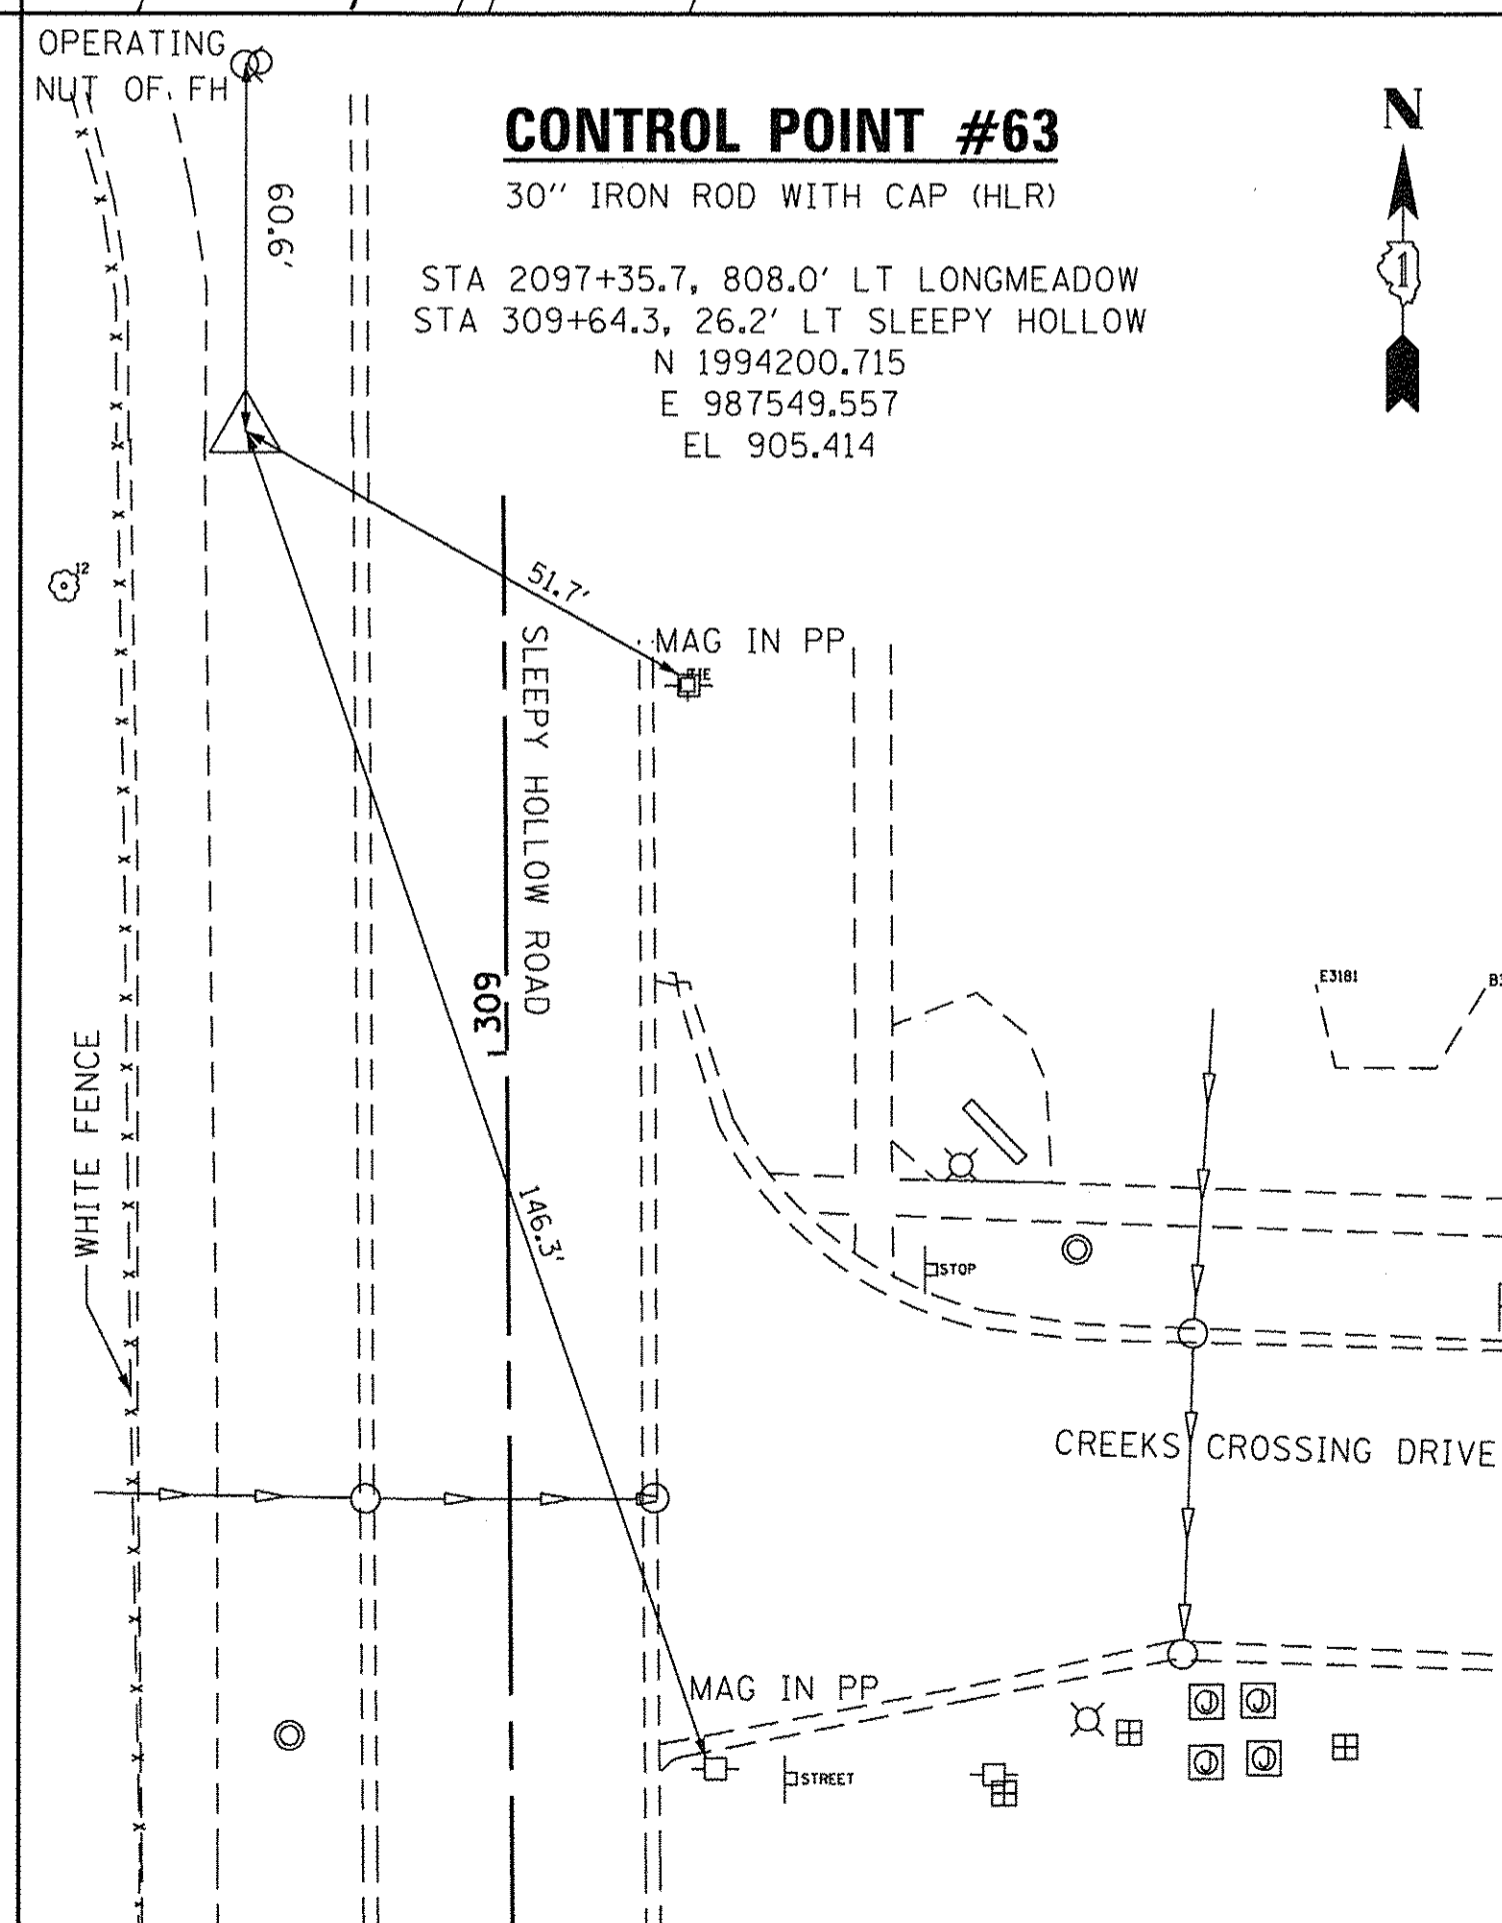 OPERATING
NUT OF FH
CONTROL POINT #63
30" IRON ROD WITH CAP (HLR)
STA 2097+35.7, 808.0' LT LONGMEADOW
STA 309+64.3, 26.2' LT SLEEPY HOLLOW
N 1994200.715
E 987549.557
EL 905.414
N
1
60.6'
12
51.7'
MAG IN PP
SLEEPY HOLLOW ROAD
309
E3181
WHITE FENCE
146.3'
STOP
CREEKS CROSSING DRIVE
MAG IN PP
STREET
J
J
J
J